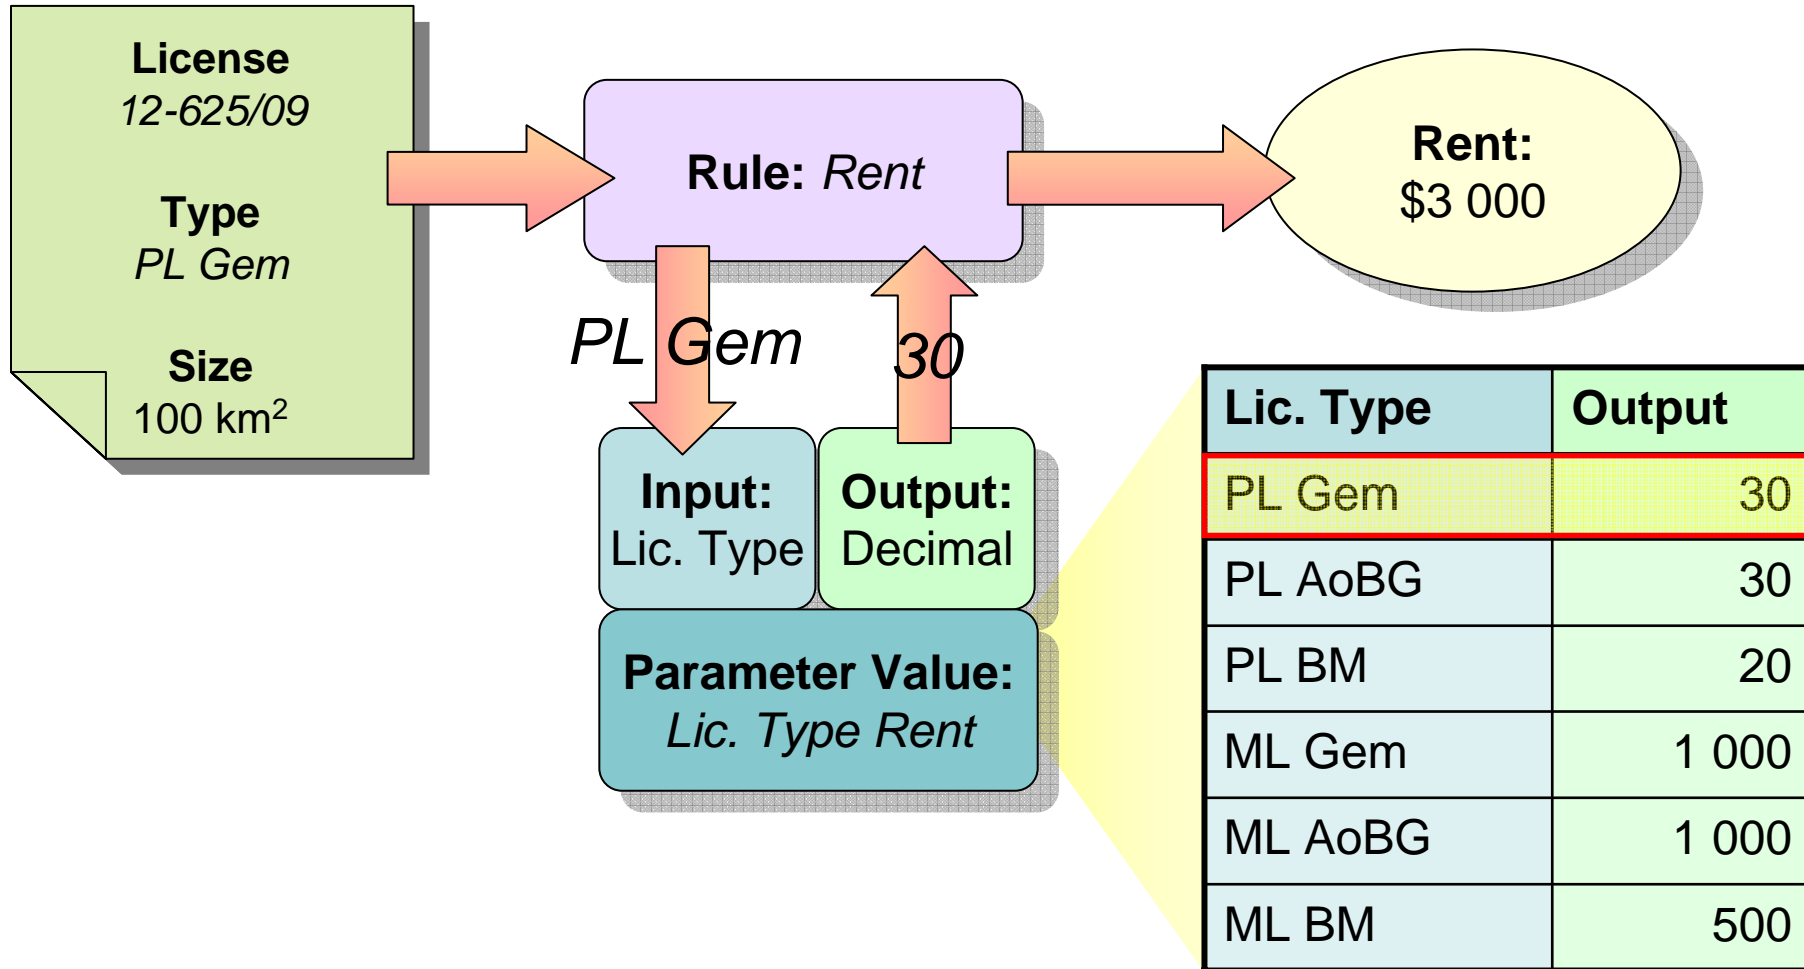 License
12-625/09
Type
PL Gem
Size
100 km²
Rule: Rent
Rent:
$3 000
PL Gem
30
Input:
Lic. Type
Output:
Decimal
Parameter Value:
Lic. Type Rent
Lic. Type Output
PL Gem 30
PL AoBG 30
PL BM 20
ML Gem 1 000
ML AoBG 1 000
ML BM 500